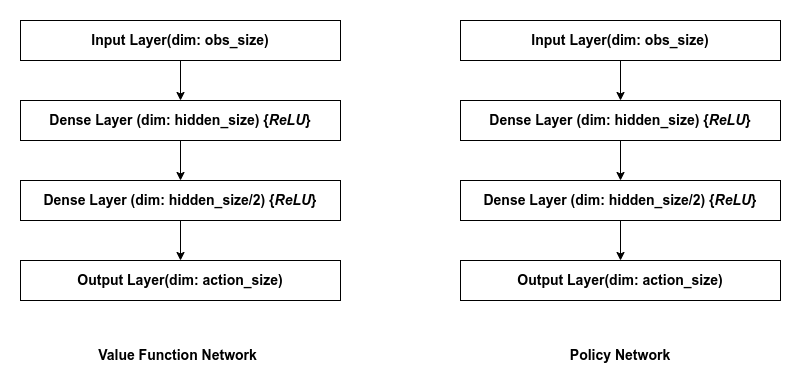 Input Layer(dim: obs_size)
Dense Layer (dim: hidden_size) {ReLU}
Dense Layer (dim: hidden_size/2) {ReLU}
Output Layer(dim: action_size)
Value Function Network
Input Layer(dim: obs_size)
Dense Layer (dim: hidden_size) {ReLU}
Dense Layer (dim: hidden_size/2) {ReLU}
Output Layer(dim: action_size)
Policy Network